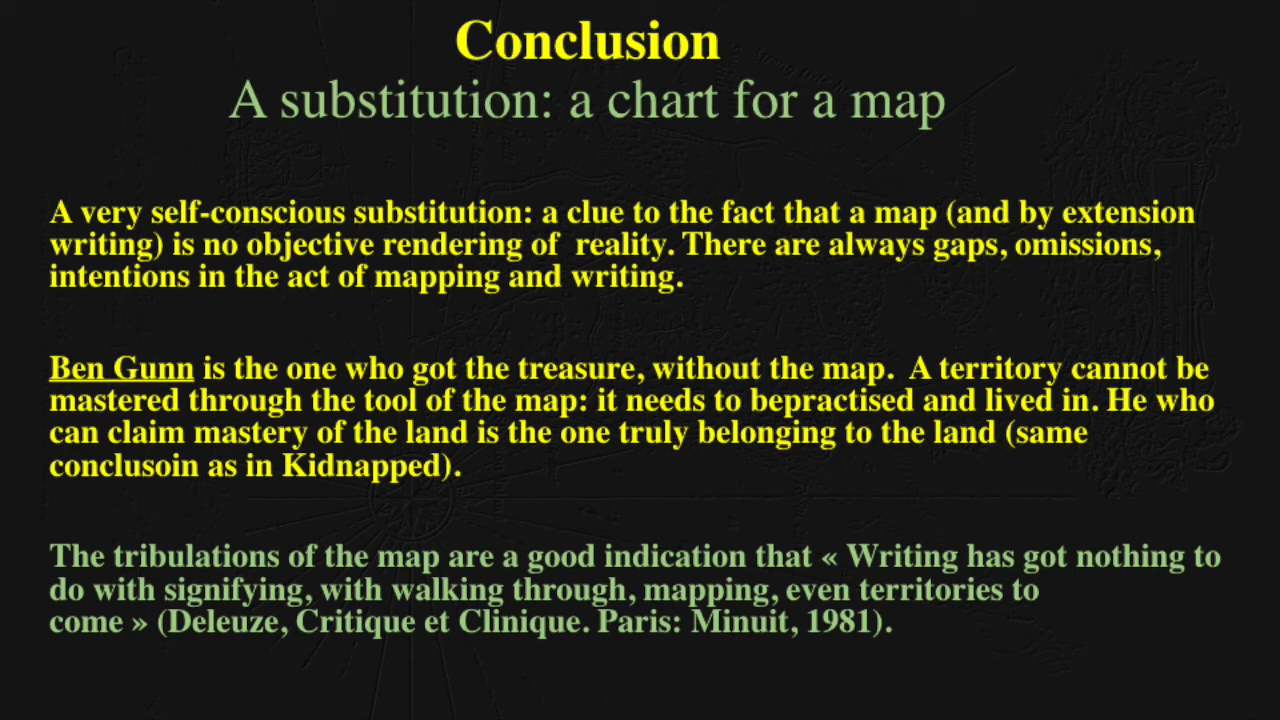 Conclusion
A substitution: a chart for a map
A very self-conscious substitution: a clue to the fact that a map (and by extension
writing) is no objective rendering of  reality. There are always gaps, omissions,
intentions in the act of mapping and writing.
Ben Gunn is the one who got the treasure, without the map.  A territory cannot be
mastered through the tool of the map: it needs to bepractised and lived in. He who
can claim mastery of the land is the one truly belonging to the land (same
conclusoin as in Kidnapped).
The tribulations of the map are a good indication that « Writing has got nothing to
do with signifying, with walking through, mapping, even territories to
come » (Deleuze, Critique et Clinique. Paris: Minuit, 1981).